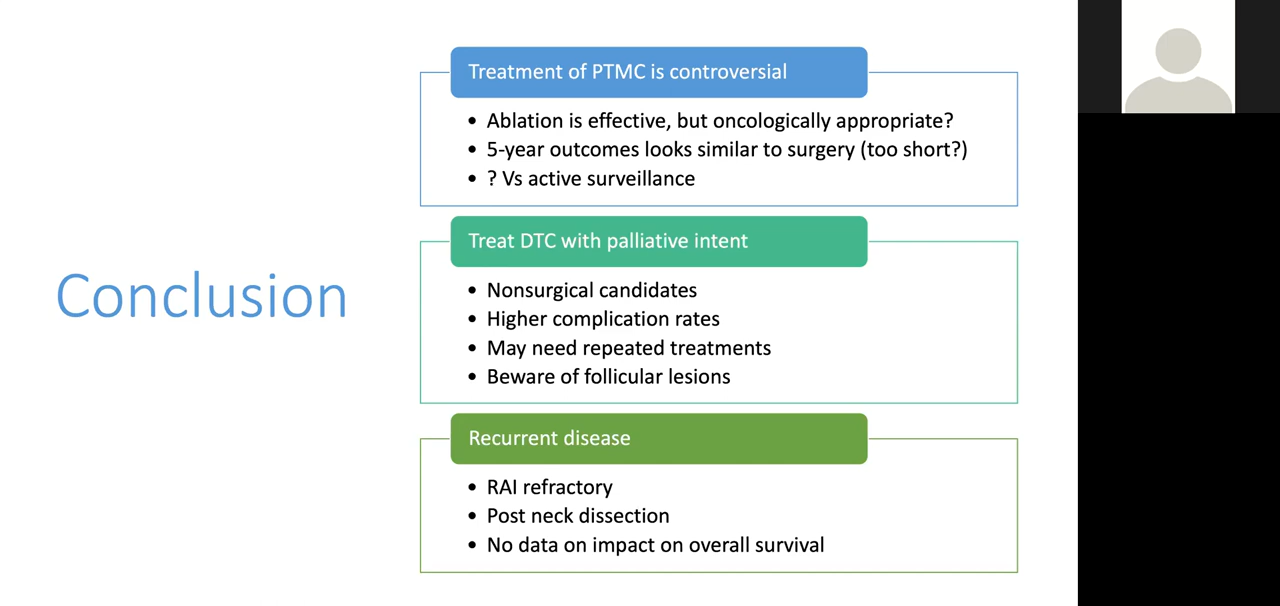 Conclusion
Treatment of PTMC is controversial
• Ablation is effective, but oncologically appropriate?
• 5-year outcomes looks similar to surgery (too short?)
• ? Vs active surveillance
Treat DTC with palliative intent
• Nonsurgical candidates
• Higher complication rates
• May need repeated treatments
• Beware of follicular lesions
Recurrent disease
• RAI refractory
• Post neck dissection
• No data on impact on overall survival